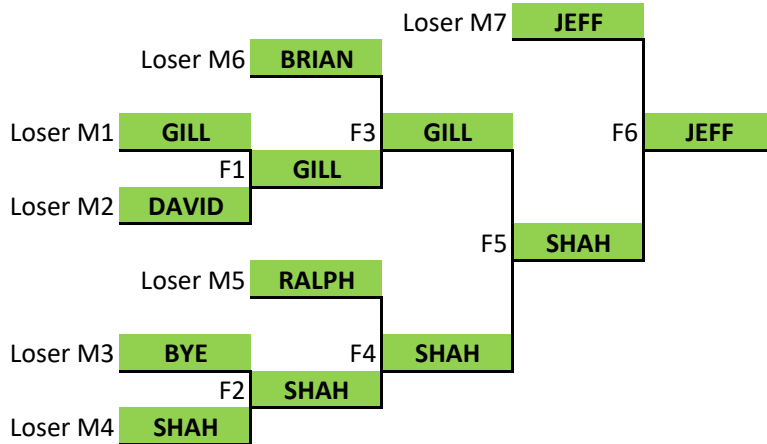 Loser M7 JEFF
Loser M6 BRIAN
Loser M1 GILL F3 GILL F6 JEFF
F1 GILL
Loser M2 DAVID
F5 SHAH
Loser M5 RALPH
Loser M3 BYE F4 SHAH
F2 SHAH
Loser M4 SHAH